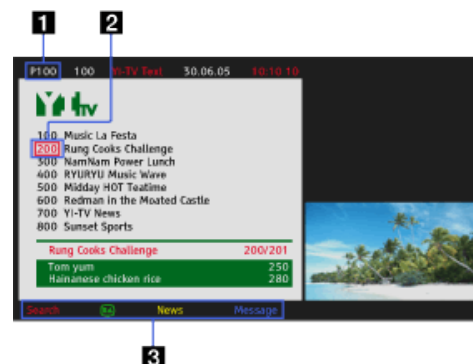 1 2
P100 100 YI-TV Text 30.06.05 10:10 10
YI tv
100 Music La Festa
200 Rung Cooks Challenge
300 NamNam Power Lunch
400 RYURYU Music Wave
500 Midday HOT Teatime
600 Redman in the Moated Castle
700 YI-TV News
800 Sunset Sports
Rung Cooks Challenge 200/201
Tom yum 250
Hainanese chicken rice 280
Search News Message
3